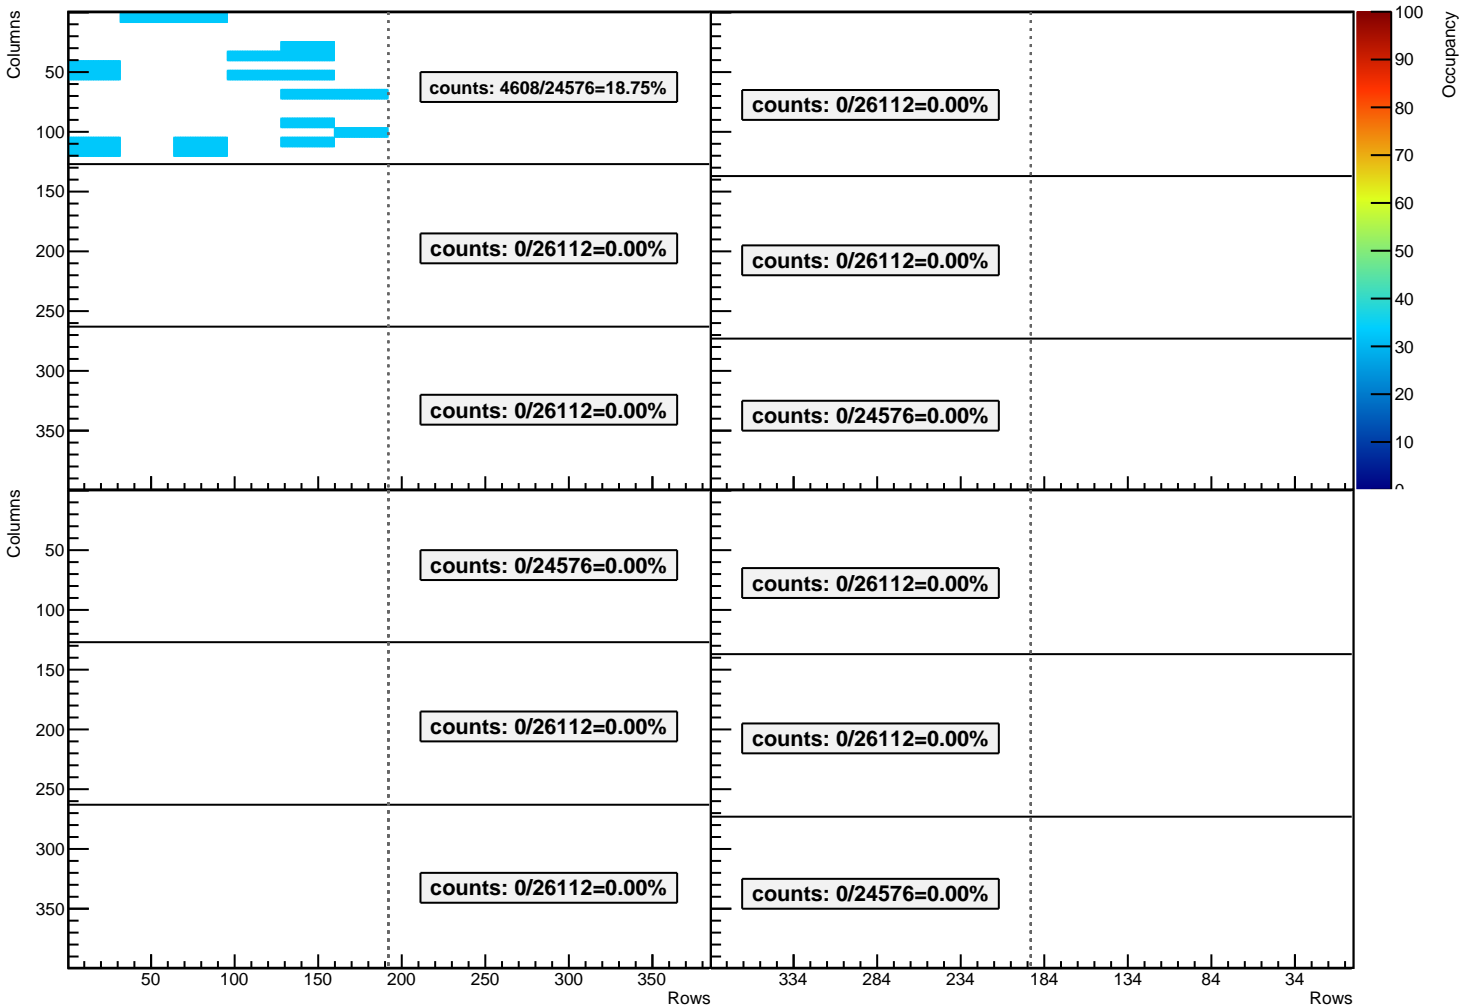 Columns
50
100
150
200
250
300
350
counts: 4608/24576=18.75%
counts: 0/26112=0.00%
counts: 0/26112=0.00%
counts: 0/26112=0.00%
counts: 0/26112=0.00%
counts: 0/24576=0.00%
100
90
80
70
60
50
40
30
20
10
0
Occupancy
Columns
50
100
150
200
250
300
350
counts: 0/24576=0.00%
counts: 0/26112=0.00%
counts: 0/26112=0.00%
50 100 150 200 250 300 350
Rows
counts: 0/26112=0.00%
counts: 0/26112=0.00%
counts: 0/24576=0.00%
334 284 234 184 134 84 34
Rows